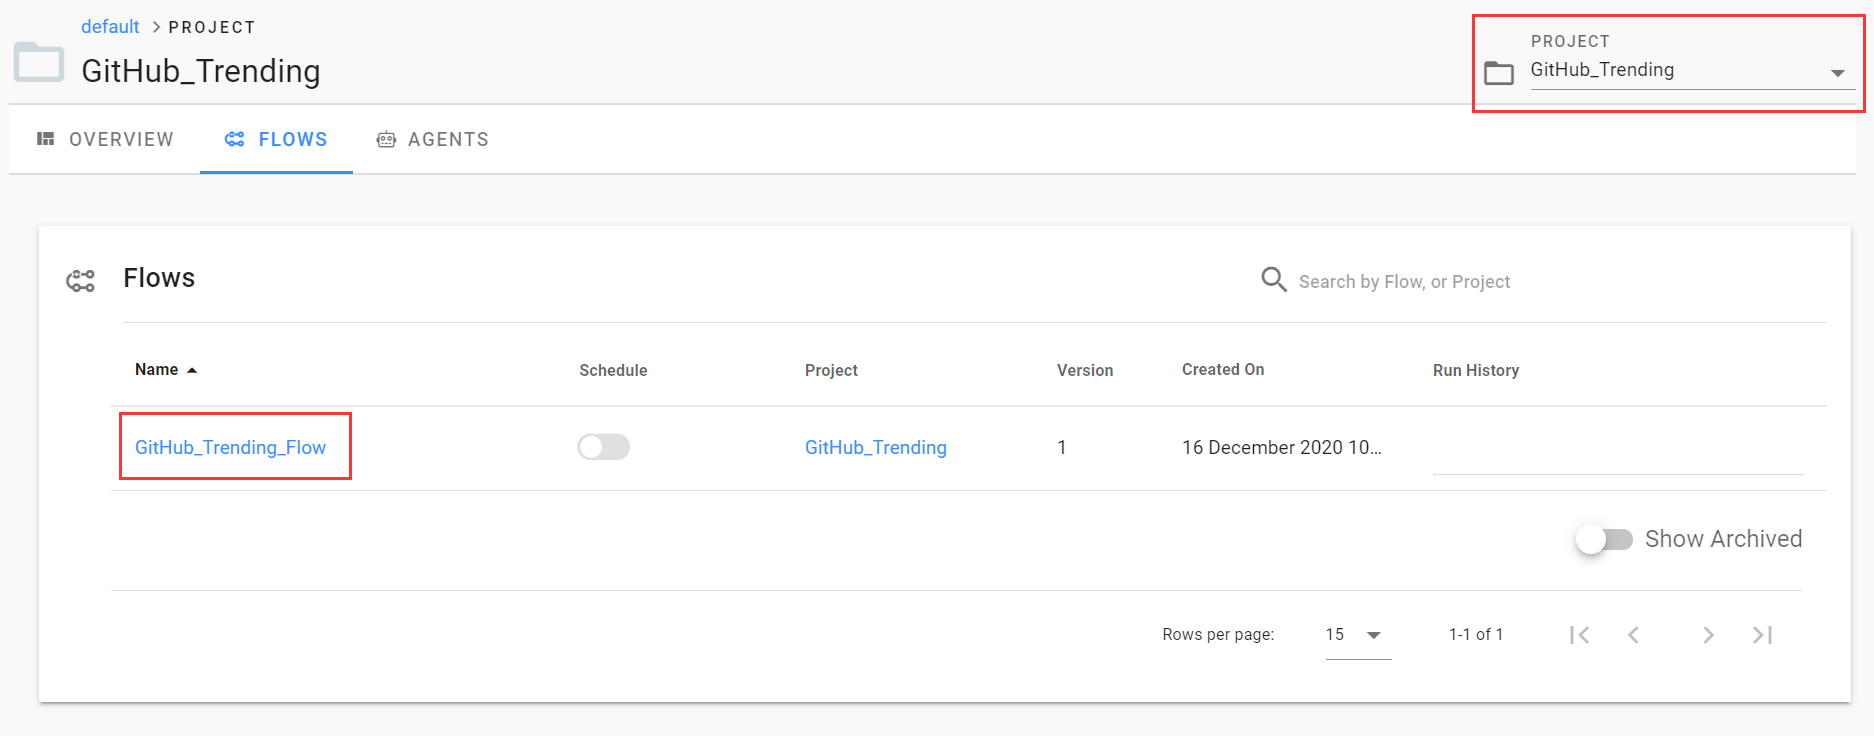 default > PROJECT
GitHub_Trending
PROJECT
GitHub_Trending
OVERVIEW FLOWS AGENTS
Flows
Search by Flow, or Project
Name Schedule Project Version Created On Run History
GitHub_Trending_Flow GitHub_Trending 1 16 December 2020 10...
Show Archived
Rows per page: 15 1-1 of 1